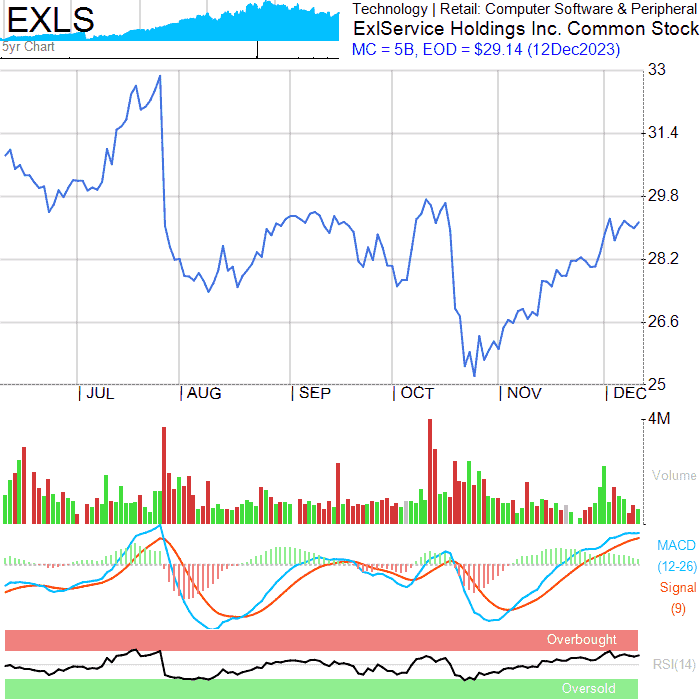 EXLS
5yr Chart
Technology | Retail: Computer Software & Peripheral
ExlService Holdings Inc. Common Stock
MC = 5B, EOD = $29.14 (12Dec2023)
33
31.4
29.8
28.2
26.6
25
JUL
AUG
SEP
OCT
NOV
DEC
4M
Volume
MACD
(12-26)
Signal
(9)
Overbought
RSI(14)
Oversold